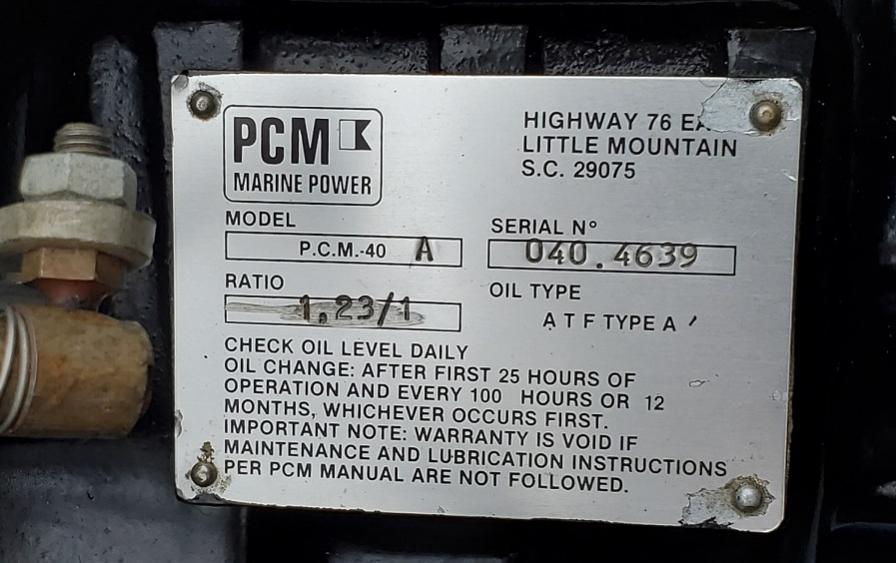 PCM
MARINE POWER
HIGHWAY 76
LITTLE MOUNTAIN
S.C. 29075
MODEL
P.C.M.-40 A
SERIAL Nº
040.4639
RATIO
1.23/1
OIL TYPE
A T F TYPE A
CHECK OIL LEVEL DAILY
OIL CHANGE: AFTER FIRST 25 HOURS OF
OPERATION AND EVERY 100 HOURS OR 12
MONTHS, WHICHEVER OCCURS FIRST.
IMPORTANT NOTE: WARRANTY IS VOID IF
MAINTENANCE AND LUBRICATION INSTRUCTIONS
PER PCM MANUAL ARE NOT FOLLOWED.